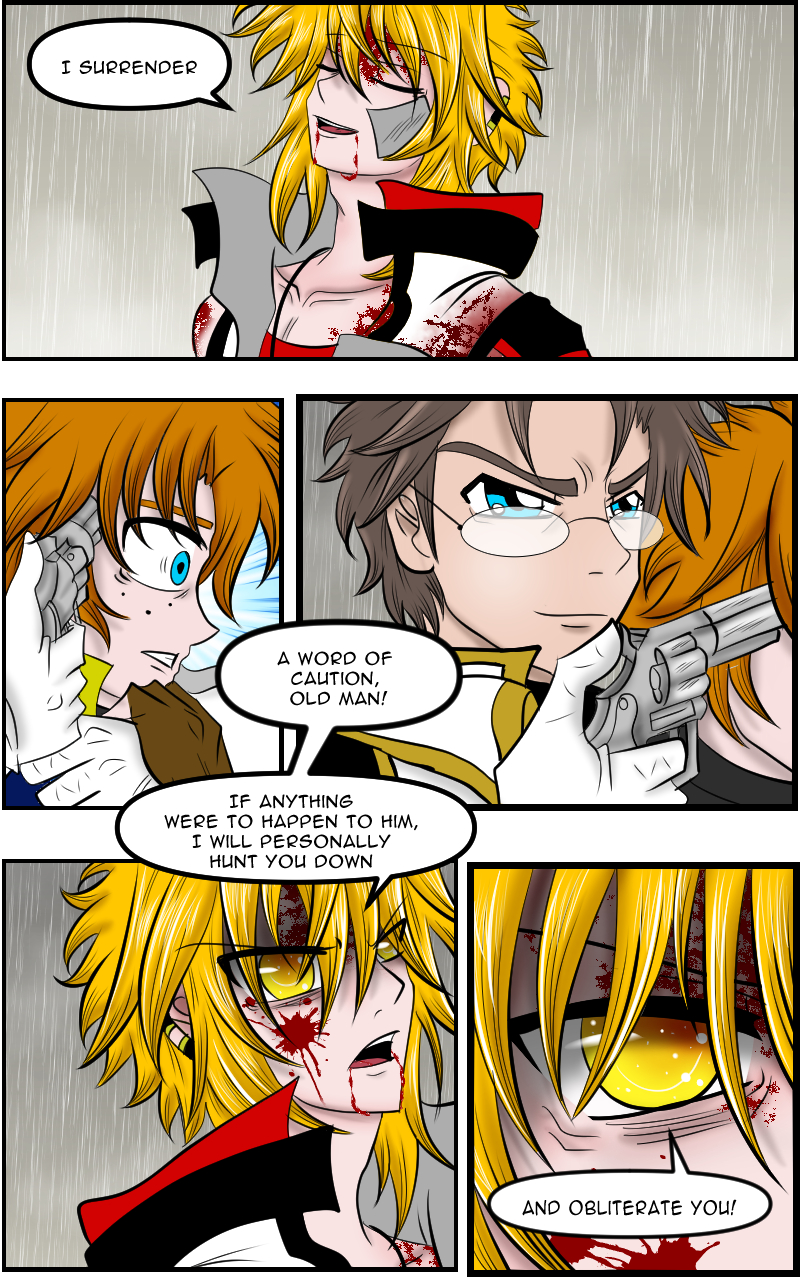 I SURRENDER
A WORD OF
CAUTION,
OLD MAN!
IF ANYTHING
WERE TO HAPPEN TO HIM,
I WILL PERSONALLY
HUNT YOU DOWN
AND OBLITERATE YOU!